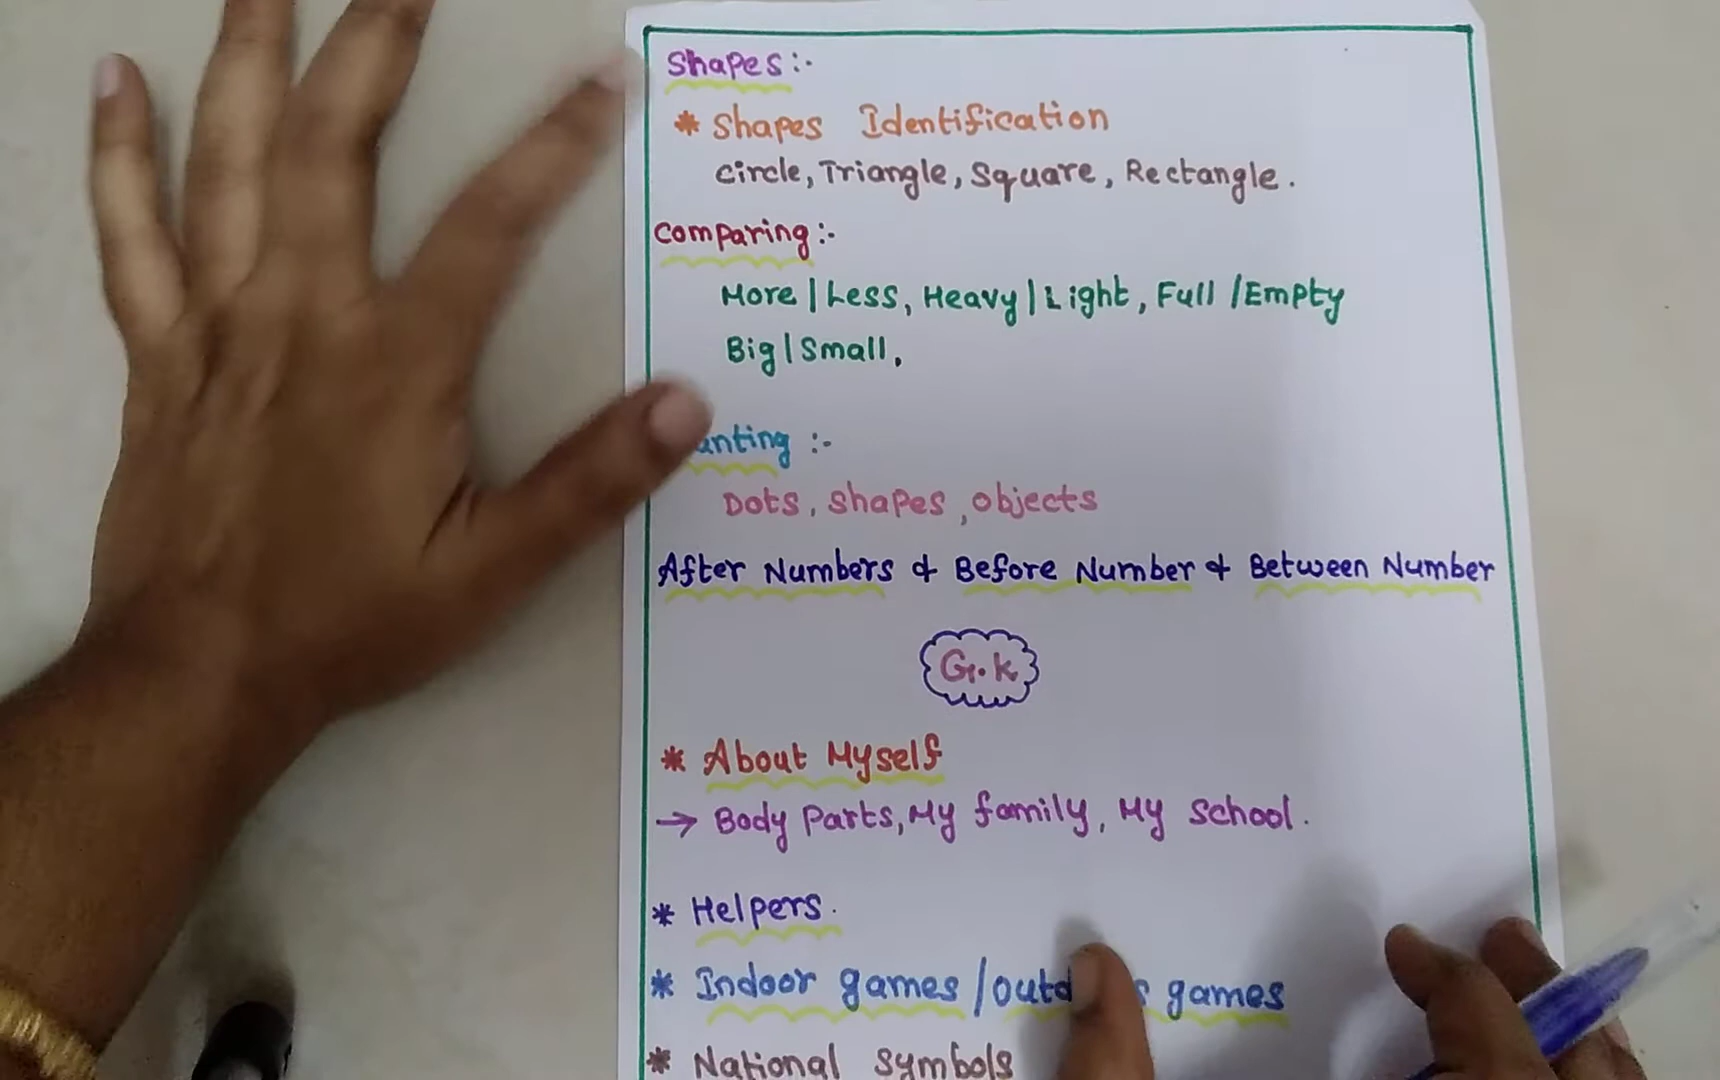 Shapes:-
* Shapes Identification
Circle, Triangle, Square, Rectangle.
Comparing:-
More | Less, Heavy | Light, Full / Empty
Big | Small.
Dots, shapes, objects
After Numbers & Before Number & Between Number
G.K
* About Myself
→ Body Parts, My family, My school.
* Helpers.
* Indoor games / games
* National Symbols